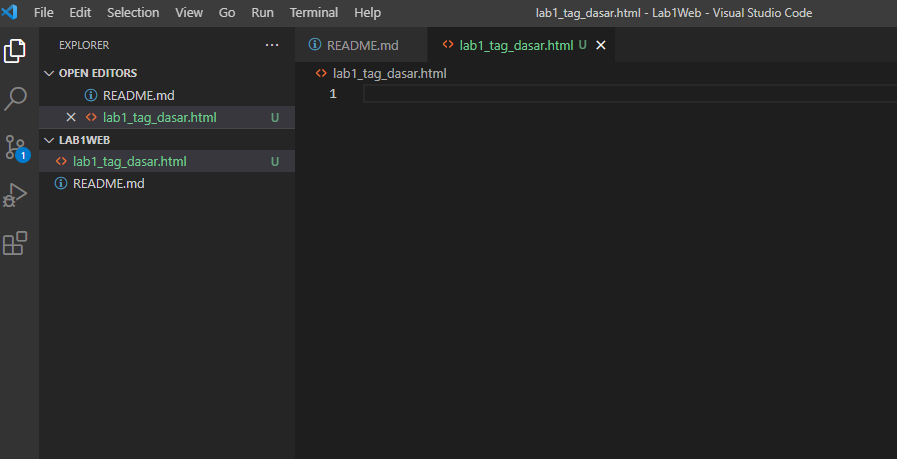 File Edit Selection View Go Run Terminal Help lab1_tag_dasar.html - Lab1Web - Visual Studio Code
EXPLORER ···
README.md lab1_tag_dasar.html U
OPEN EDITORS
README.md
lab1_tag_dasar.html U
LAB1WEB
lab1_tag_dasar.html U
README.md
lab1_tag_dasar.html
1
1